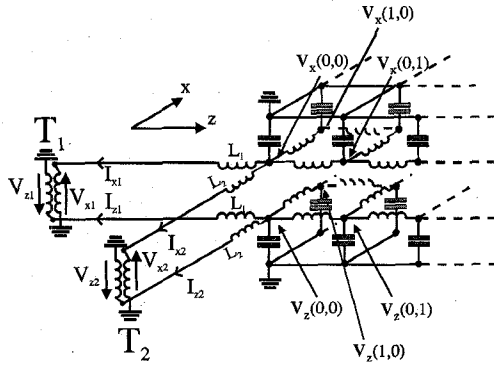 Vx(1,0)
Vx(0,0)
Vx(0,1)
x
z
T1
L1
Ix1
L2
Vz1
Vx1
Iz1
L1
Ix2
L2
Vz2
Vx2
Iz2
T2
Vz(0,0)
Vz(0,1)
Vz(1,0)